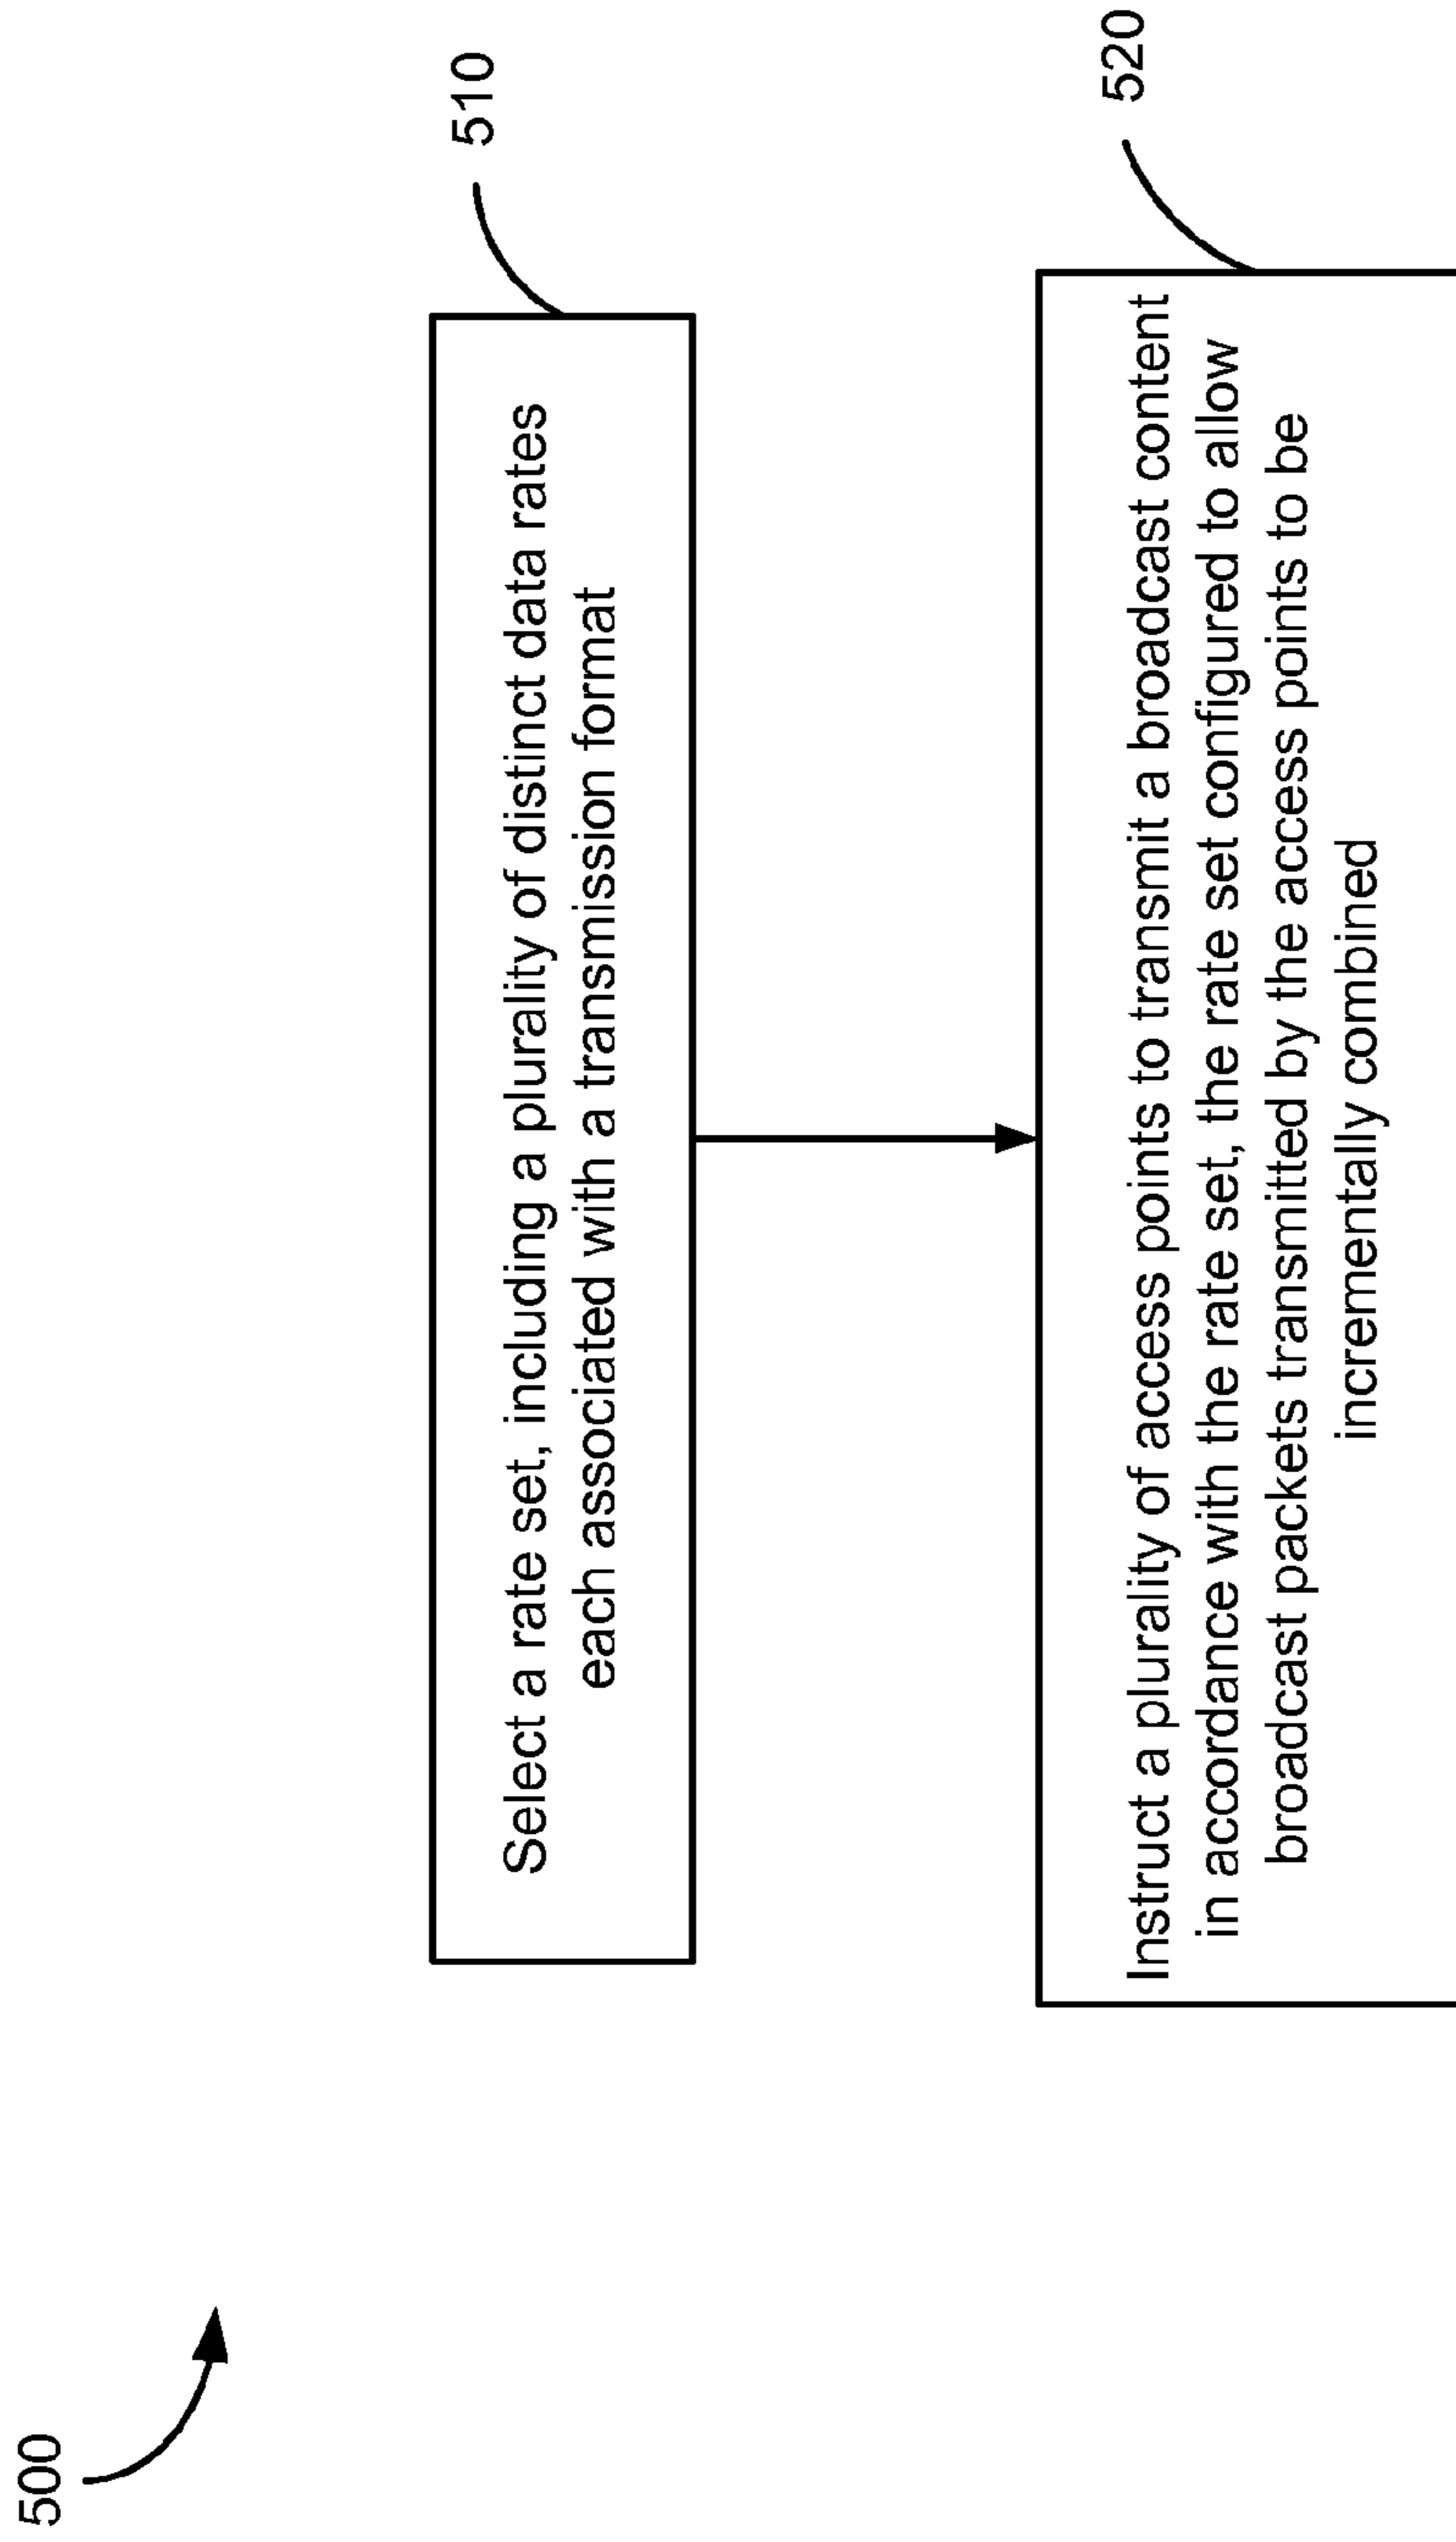 500
510
Select a rate set, including a plurality of distinct data rates
each associated with a transmission format
520
Instruct a plurality of access points to transmit a broadcast content
in accordance with the rate set, the rate set configured to allow
broadcast packets transmitted by the access points to be
incrementally combined